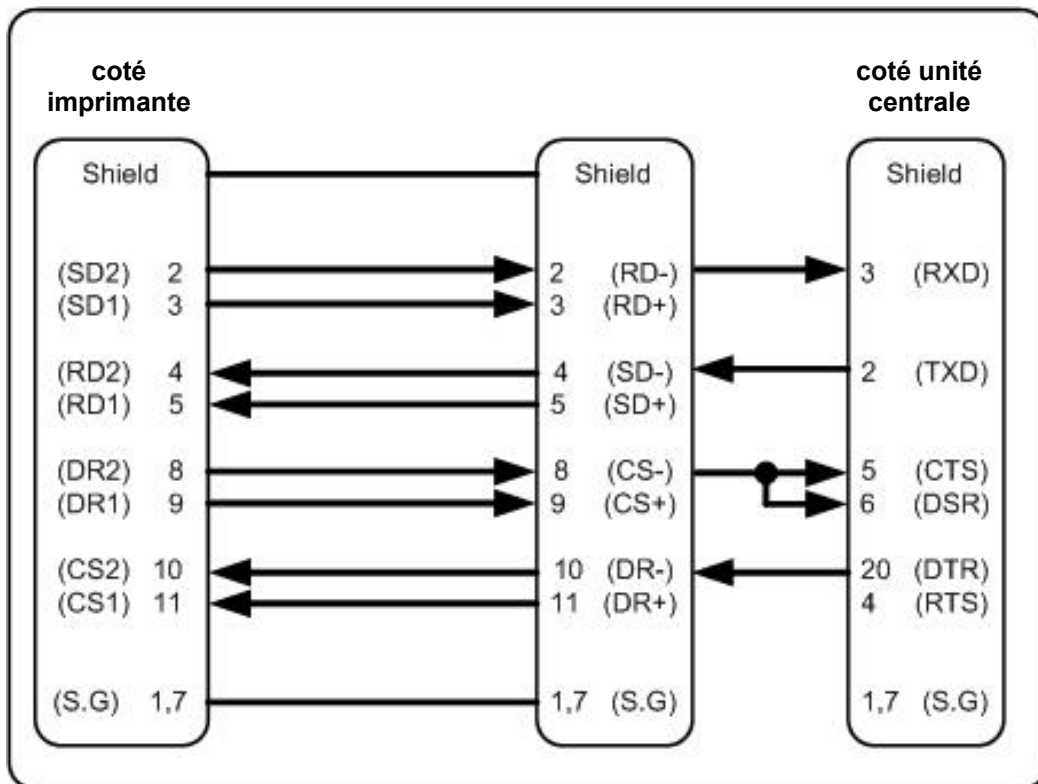 coté
imprimante
coté unité
centrale
Shield
Shield
Shield
(SD2) 2
2 (RD-)
3 (RXD)
(SD1) 3
3 (RD+)
(RD2) 4
4 (SD-)
2 (TXD)
(RD1) 5
5 (SD+)
(DR2) 8
8 (CS-)
5 (CTS)
(DR1) 9
9 (CS+)
6 (DSR)
(CS2) 10
10 (DR-)
20 (DTR)
(CS1) 11
11 (DR+)
4 (RTS)
(S.G) 1,7
1,7 (S.G)
1,7 (S.G)